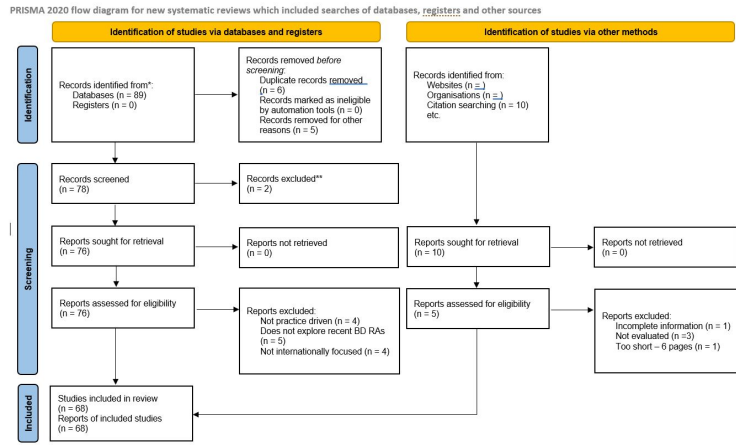 PRISMA 2020 flow diagram for new systematic reviews which included searches of databases, registers and other sources
Identification of studies via databases and registers
Identification of studies via other methods
Identification
Records identified from*:
Databases (n = 89)
Registers (n = 0)
Records removed before
screening:
Duplicate records removed
(n = 6)
Records marked as ineligible
by automation tools (n = 0)
Records removed for other
reasons (n = 5)
Records identified from:
Websites (n = )
Organisations (n = )
Citation searching (n = 10)
etc.
Screening
Records screened
(n = 78)
Records excluded**
(n = 2)
Reports sought for retrieval
(n = 76)
Reports not retrieved
(n = 0)
Reports sought for retrieval
(n = 10)
Reports not retrieved
(n = 0)
Reports assessed for eligibility
(n = 76)
Reports excluded:
Not practice driven (n = 4)
Does not explore recent BD RAs
(n = 5)
Not internationally focused (n = 4)
Reports assessed for eligibility
(n = 5)
Reports excluded:
Incomplete information (n = 1)
Not evaluated (n =3)
Too short – 6 pages (n = 1)
Included
Studies included in review
(n = 68)
Reports of included studies
(n = 68)